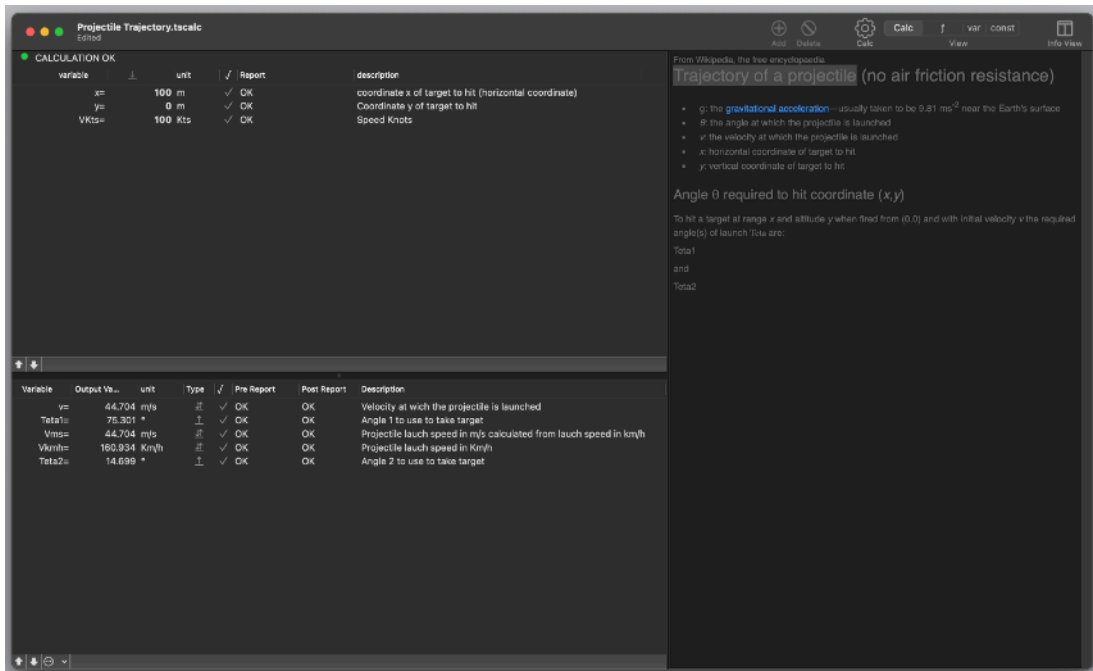 Projectile Trajectory.tscalc
Edited
Add Delete Calc Calc f var const View Info View
CALCULATION OK
variable unit √ Report description
x= 100 m ✓ OK coordinate x of target to hit (horizontal coordinate)
y= 0 m ✓ OK Coordinate y of target to hit
VKts= 100 Kts ✓ OK Speed Knots
From Wikipedia, the free encyclopaedia
Trajectory of a projectile (no air friction resistance)
• g: the gravitational acceleration—usually taken to be 9.81 ms⁻² near the Earth's surface
• θ: the angle at which the projectile is launched
• v: the velocity at which the projectile is launched
• x: horizontal coordinate of target to hit
• y: vertical coordinate of target to hit
Angle θ required to hit coordinate (x,y)
To hit a target at range x and altitude y when fired from (0,0) and with initial velocity v the required
angle(s) of launch Teta are:
Teta1
and
Teta2
Variable Output Va... unit Type √ Pre Report Post Report Description
v= 44.704 m/s ✓ OK OK Velocity at wich the projectile is launched
Teta1= 75.301 ° ✓ OK OK Angle 1 to use to take target
Vms= 44.704 m/s ✓ OK OK Projectile lauch speed in m/s calculated from lauch speed in km/h
Vkmh= 160.934 Km/h ✓ OK OK Projectile lauch speed in Km/h
Teta2= 14.699 ° ✓ OK OK Angle 2 to use to take target